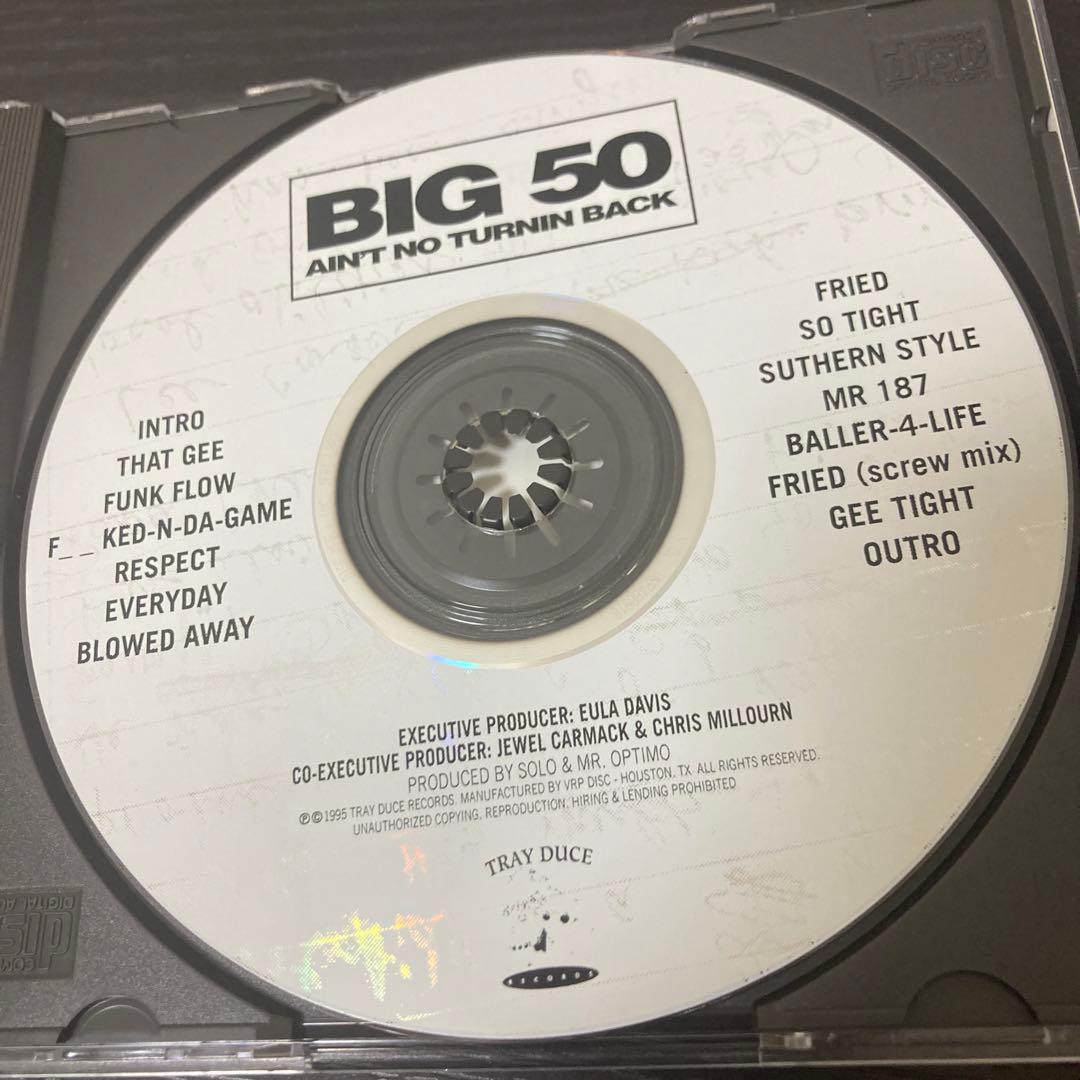 BIG 50
AIN'T NO TURNIN BACK
INTRO
THAT GEE
FUNK FLOW
F_ _ KED-N-DA-GAME
RESPECT
EVERYDAY
BLOWED AWAY
FRIED
SO TIGHT
SUTHERN STYLE
MR 187
BALLER-4-LIFE
FRIED (screw mix)
GEE TIGHT
OUTRO
EXECUTIVE PRODUCER: EULA DAVIS
CO-EXECUTIVE PRODUCER: JEWEL CARMACK & CHRIS MILLOURN
PRODUCED BY SOLO & MR. OPTIMO
℗©1995 TRAY DUCE RECORDS. MANUFACTURED BY VRP DISC - HOUSTON, TX ALL RIGHTS RESERVED.
UNAUTHORIZED COPYING, REPRODUCTION, HIRING & LENDING PROHIBITED
TRAY DUCE
RECORDS
disc